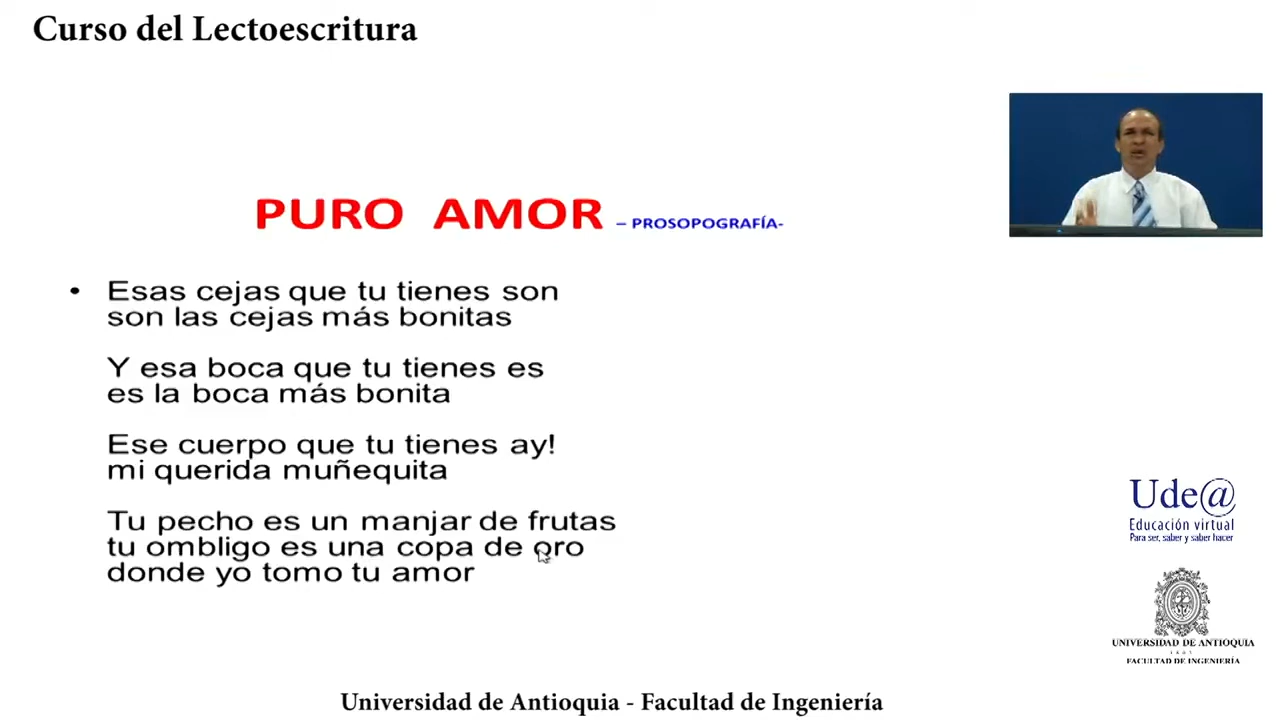 Curso del Lectoescritura
PURO AMOR – PROSOPOGRAFÍA-
• Esas cejas que tu tienes son
son las cejas más bonitas
Y esa boca que tu tienes es
es la boca más bonita
Ese cuerpo que tu tienes ay!
mi querida muñequita
Tu pecho es un manjar de frutas
tu ombligo es una copa de oro
donde yo tomo tu amor
Ude@
Educación virtual
Para ser, saber y saber hacer
UNIVERSIDAD DE ANTIOQUIA
1803
FACULTAD DE INGENIERÍA
Universidad de Antioquia - Facultad de Ingeniería